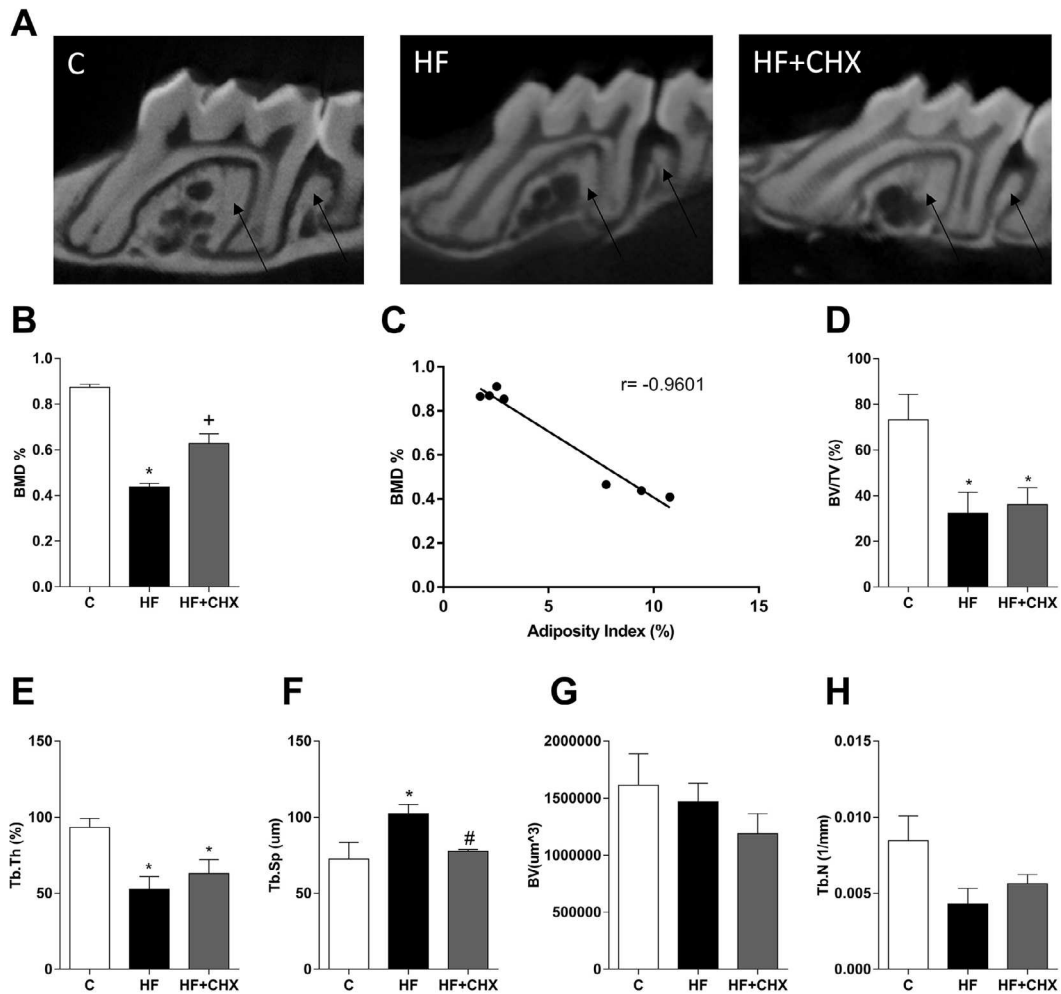 A
C
HF
HF+CHX
B
1.0
0.8
0.6
0.4
0.2
0.0
BMD %
*
+
C
HF
HF+CHX
C
1.0
0.8
0.6
0.4
0.2
0.0
BMD %
r= -0.9601
0
5
10
15
Adiposity Index (%)
D
100
80
60
40
20
0
BV/TV (%)
*
*
C
HF
HF+CHX
E
150
100
50
0
Tb.Th (%)
*
*
C
HF
HF+CHX
F
150
100
50
0
Tb.Sp (um)
*
#
C
HF
HF+CHX
G
2000000
1500000
1000000
500000
0
BV(um^3)
C
HF
HF+CHX
H
0.015
0.010
0.005
0.000
Tb.N (1/mm)
C
HF
HF+CHX